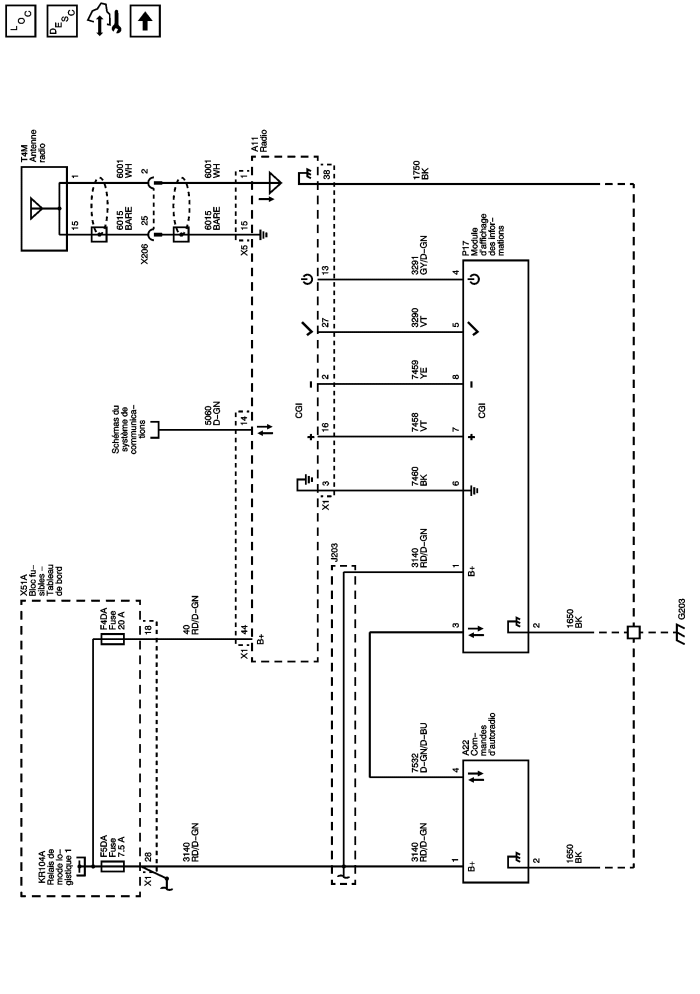 LOC
DESC
T4M
Antenne
radio
1
6001
WH
2
6001
WH
1
A11
Radio
38
1750
BK
15
6015
BARE
25
6015
BARE
15
X206
X5
13
3291
GY/D-GN
4
P17
Module
d'affichage
des infor-
mations
27
3290
VT
5
2
7459
YE
8
CGI
CGI
16
7458
VT
7
3
7460
BK
6
X1
Schémas du
système de
communica-
tions
5060
D-GN
14
X51A
Bloc fu-
sibles -
Tableau
de bord
F4DA
Fuse
20 A
18
40
RD/D-GN
44
X1
B+
J203
3140
RD/D-GN
1
B+
3
2
1650
BK
G203
KR104A
Relais de
mode lo-
gistique 1
F5DA
Fuse
7.5 A
28
X1
3140
RD/D-GN
7532
D-GN/D-BU
4
A22
Com-
mandes
d'autoradio
3140
RD/D-GN
1
B+
2
1650
BK